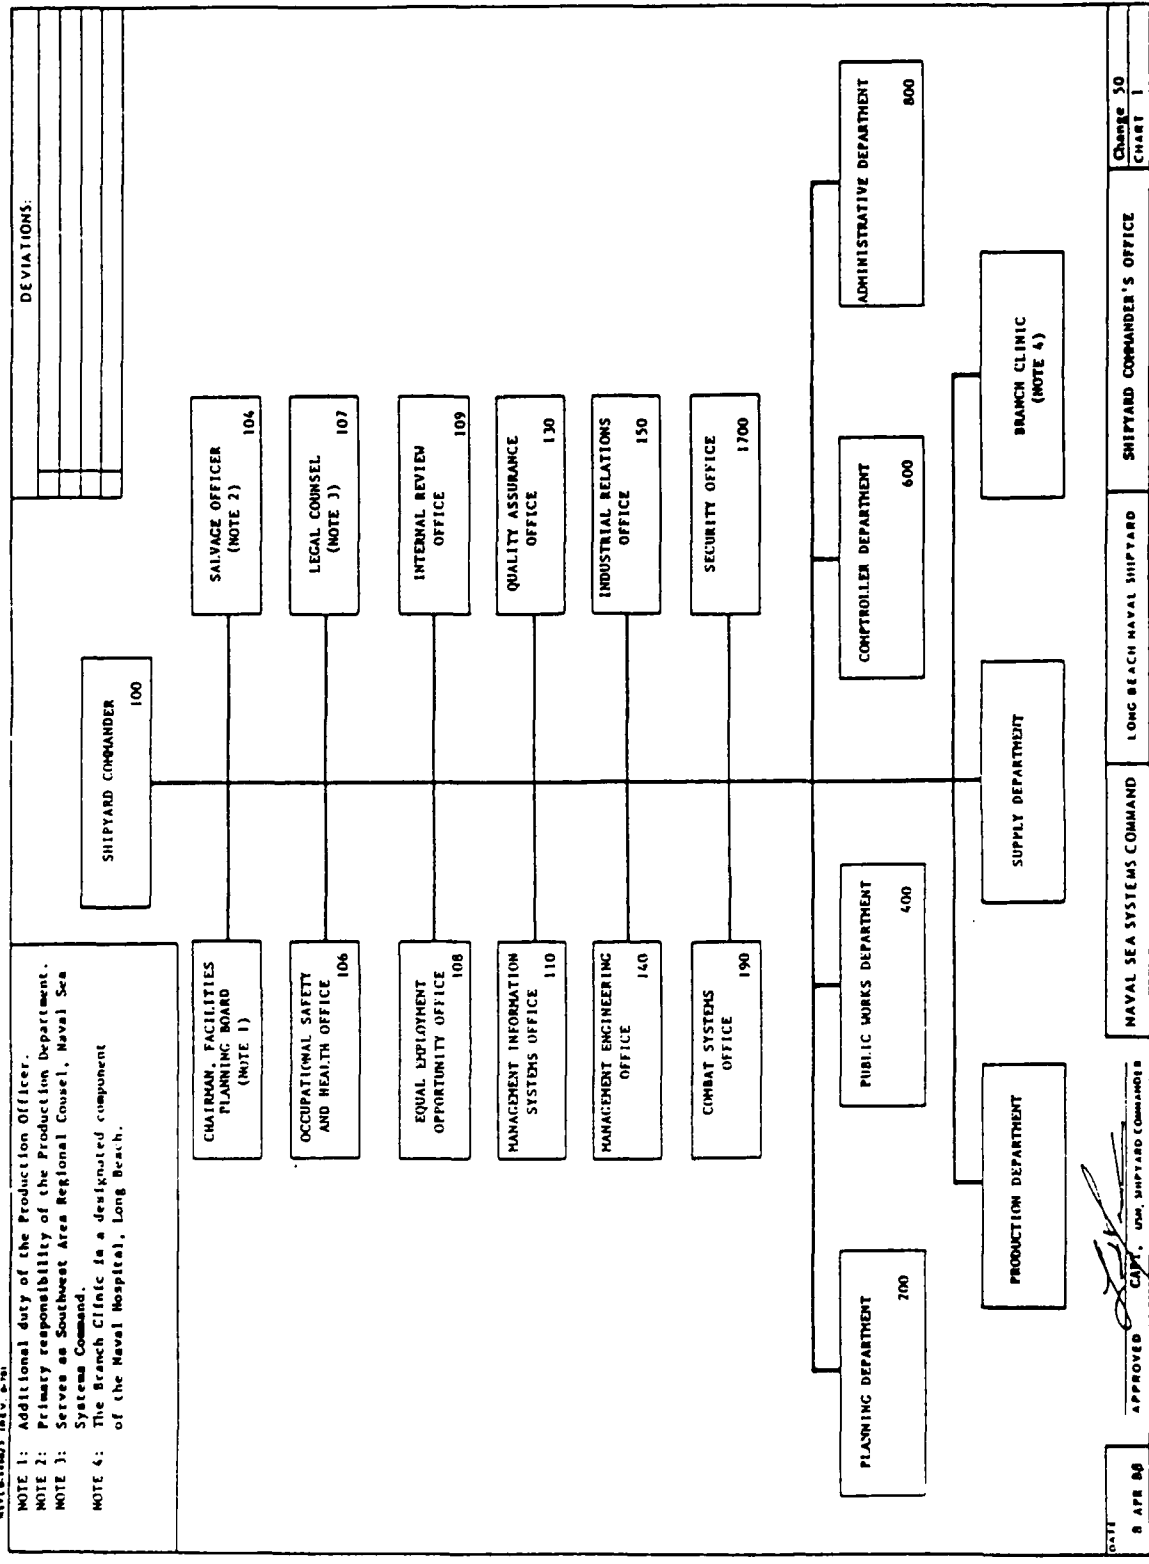 NOTE 1: Additional duty of the Production Officer.
NOTE 2: Primary responsibility of the Production Department.
NOTE 3: Serves as Southwest Area Regional Cousel, Naval Sea
Systems Command.
NOTE 4: The Branch Clinic is a designated component
of the Naval Hospital, Long Beach.
DEVIATIONS:
SHIPYARD COMMANDER
100
CHAIRMAN, FACILITIES
PLANNING BOARD
(NOTE 1)
SALVAGE OFFICER
(NOTE 2)
104
OCCUPATIONAL SAFETY
AND HEALTH OFFICE
106
LEGAL COUNSEL
(NOTE 3)
107
EQUAL EMPLOYMENT
OPPORTUNITY OFFICE
108
INTERNAL REVIEW
OFFICE
109
MANAGEMENT INFORMATION
SYSTEMS OFFICE
110
QUALITY ASSURANCE
OFFICE
130
MANAGEMENT ENGINEERING
OFFICE
140
INDUSTRIAL RELATIONS
OFFICE
150
COMBAT SYSTEMS
OFFICE
190
SECURITY OFFICE
1700
PLANNING DEPARTMENT
200
PUBLIC WORKS DEPARTMENT
400
COMPTROLLER DEPARTMENT
600
ADMINISTRATIVE DEPARTMENT
800
PRODUCTION DEPARTMENT
SUPPLY DEPARTMENT
BRANCH CLINIC
(NOTE 4)
DATE
8 APR 88
APPROVED CAPT, USN, SHIPYARD COMMANDER
NAVAL SEA SYSTEMS COMMAND
LONG BEACH NAVAL SHIPYARD
SHIPYARD COMMANDER'S OFFICE
Change 50
CHART 1